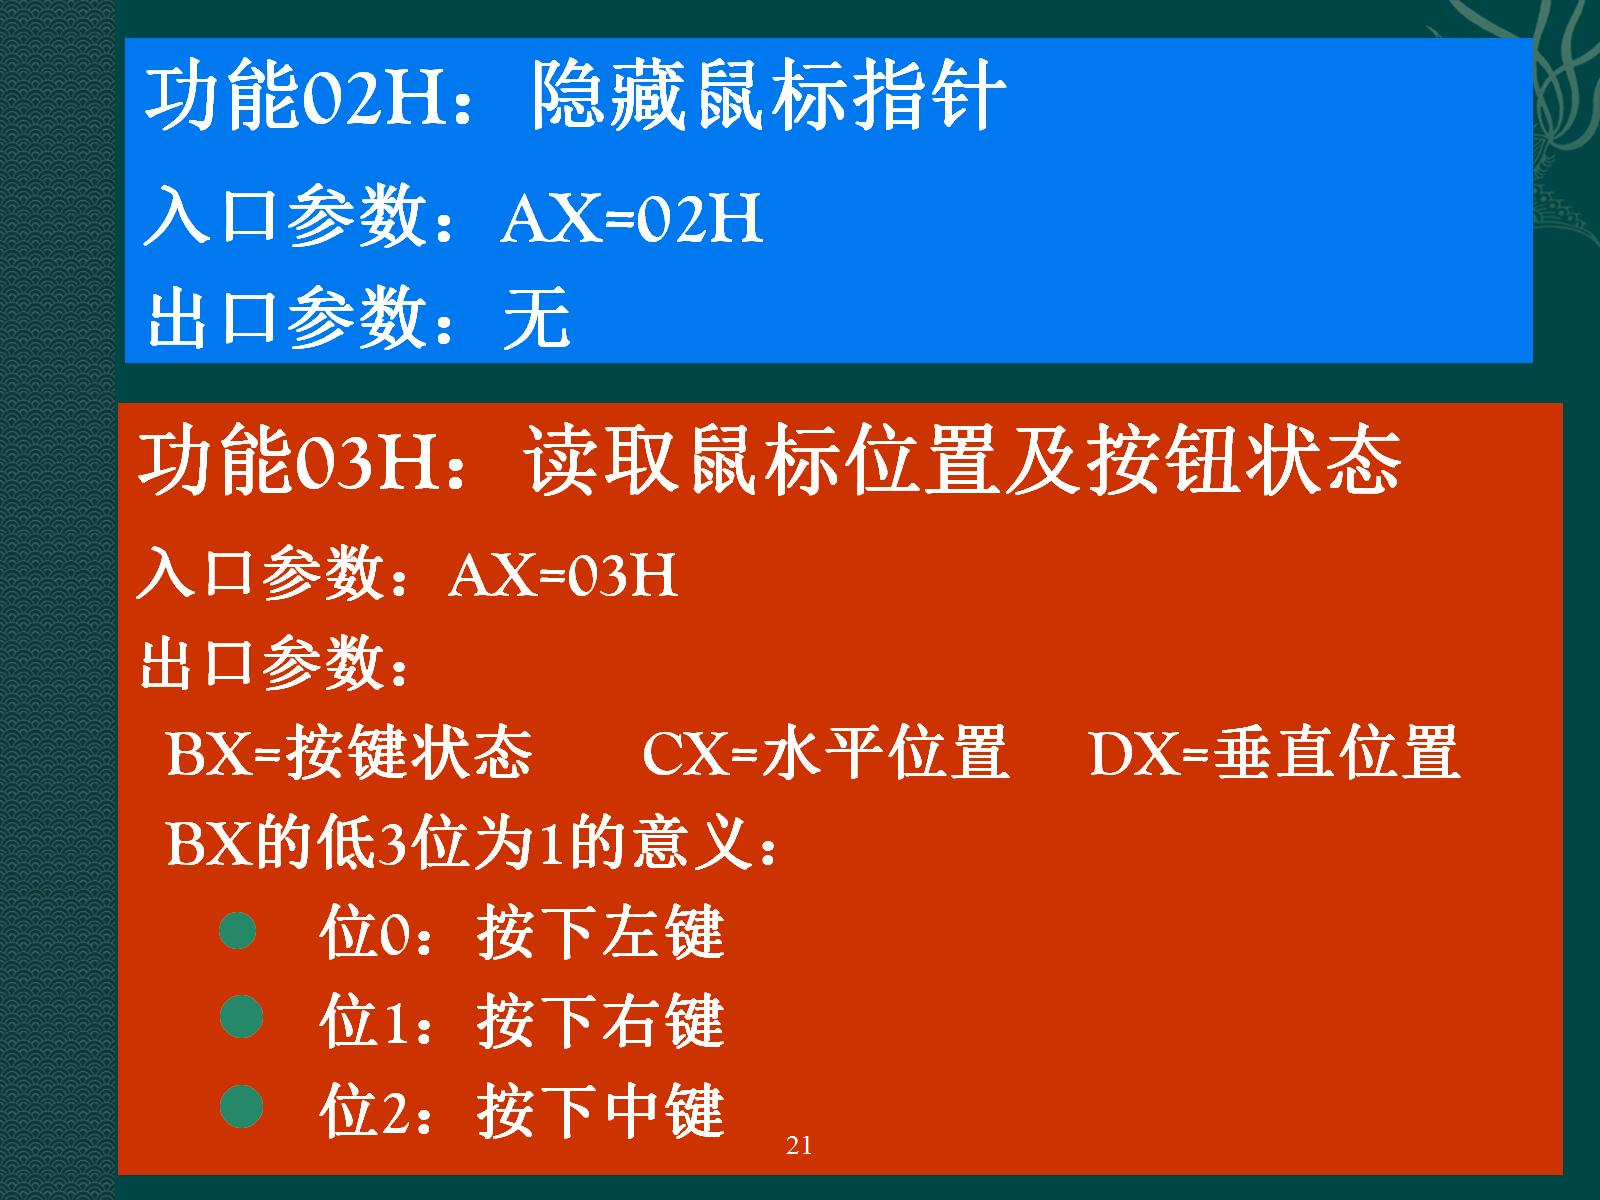 功能02H：隐藏鼠标指针
入口参数：AX=02H
出口参数：无
功能03H：读取鼠标位置及按钮状态
入口参数：AX=03H
出口参数：
BX=按键状态 CX=水平位置 DX=垂直位置
BX的低3位为1的意义：
位0：按下左键
位1：按下右键
位2：按下中键
21